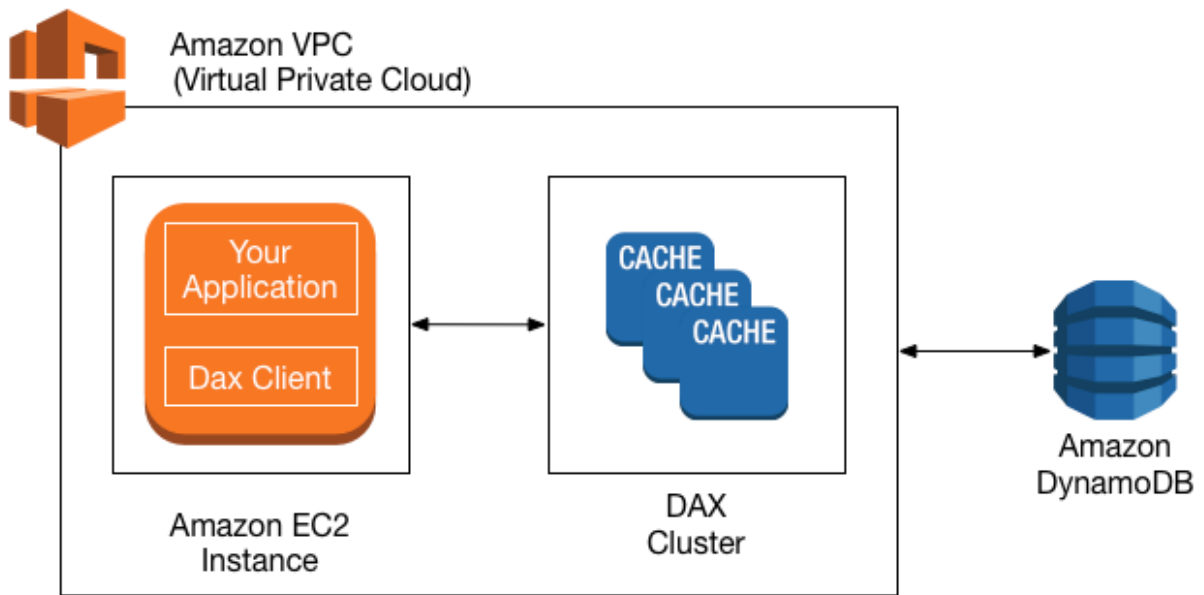 Amazon VPC
(Virtual Private Cloud)
Your
Application
Dax Client
CACHE
CACHE
CACHE
Amazon EC2
Instance
DAX
Cluster
Amazon
DynamoDB